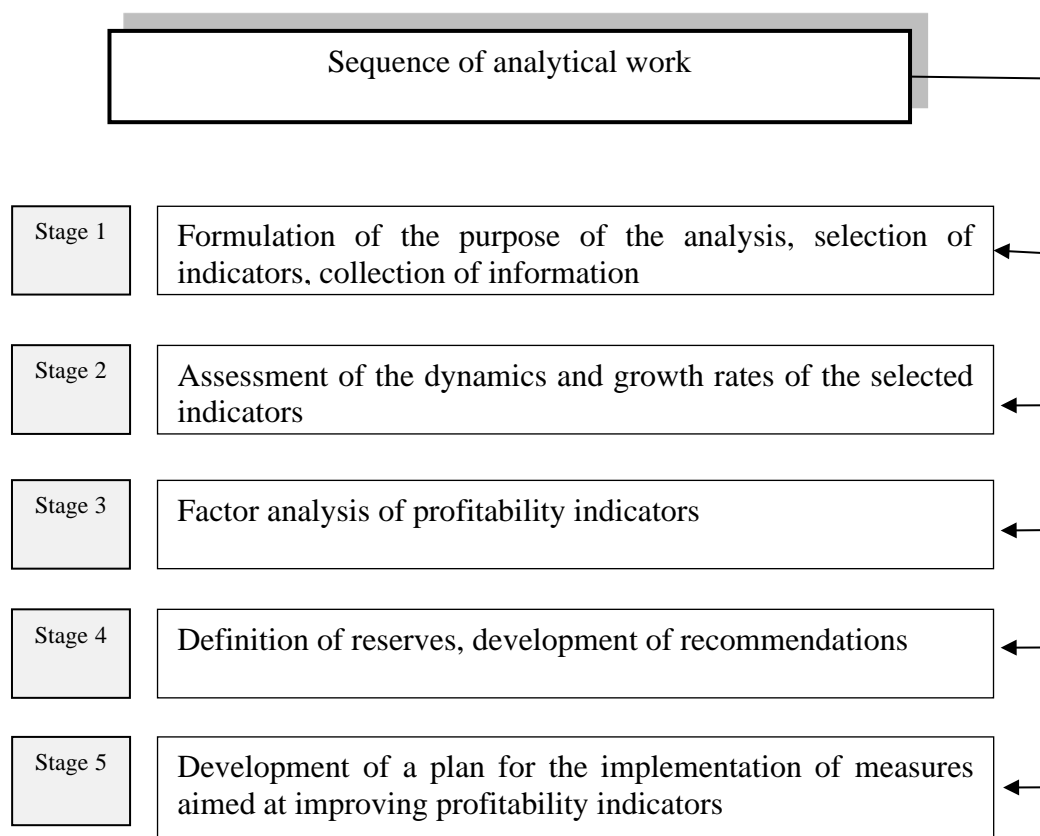 Sequence of analytical work
Stage 1
Formulation of the purpose of the analysis, selection of
indicators, collection of information
Stage 2
Assessment of the dynamics and growth rates of the selected
indicators
Stage 3
Factor analysis of profitability indicators
Stage 4
Definition of reserves, development of recommendations
Stage 5
Development of a plan for the implementation of measures
aimed at improving profitability indicators